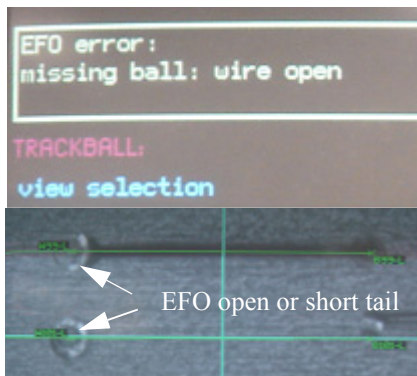 EFO error:
missing ball: wire open
TRACKBALL:
view selection
EFO open or short tail